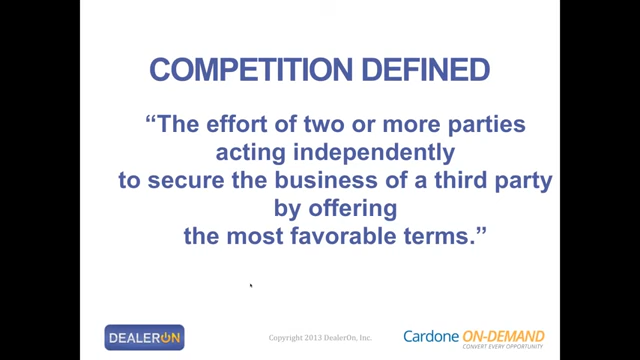 COMPETITION DEFINED
“The effort of two or more parties
acting independently
to secure the business of a third party
by offering
the most favorable terms.”
DEALERON
Copyright 2013 DealerOn, Inc.
Cardone ON-DEMAND
CONVERT EVERY OPPORTUNITY